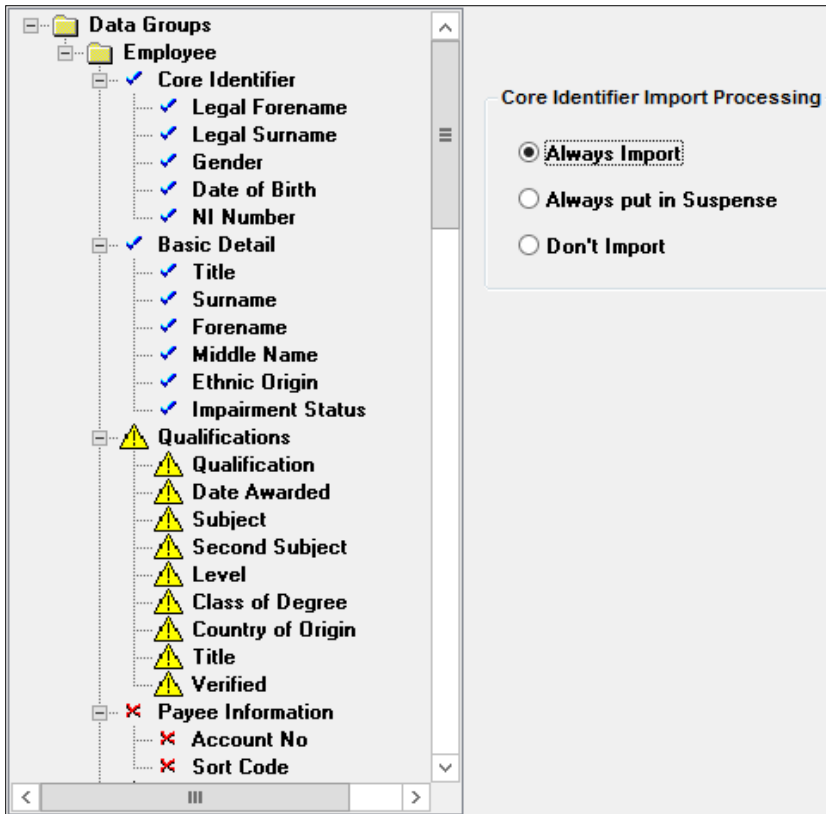 Data Groups
Employee
Core Identifier
Legal Forename
Legal Surname
Gender
Date of Birth
NI Number
Basic Detail
Title
Surname
Forename
Middle Name
Ethnic Origin
Impairment Status
Qualifications
Qualification
Date Awarded
Subject
Second Subject
Level
Class of Degree
Country of Origin
Title
Verified
Payee Information
Account No
Sort Code
Core Identifier Import Processing
Always Import
Always put in Suspense
Don't Import